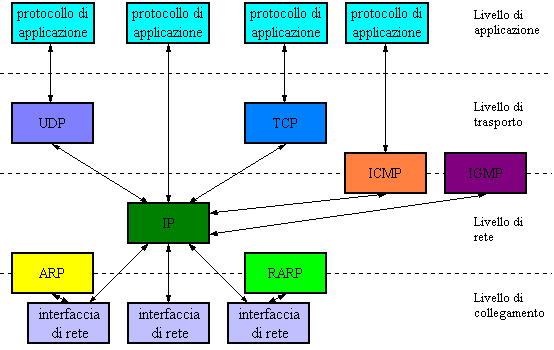 protocollo di
applicazione
protocollo di
applicazione
protocollo di
applicazione
protocollo di
applicazione
Livello di
applicazione
UDP
TCP
Livello di
trasporto
ICMP
IGMP
IP
Livello di
rete
ARP
RARP
interfaccia
di rete
interfaccia
di rete
interfaccia
di rete
Livello di
collegamento